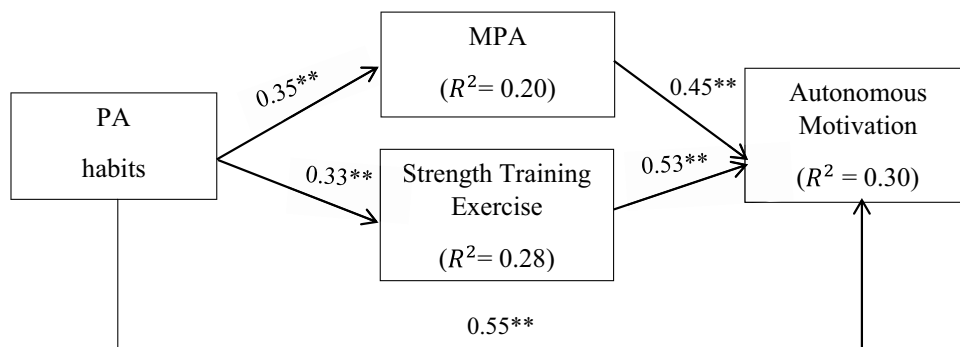 PA
habits
0.35**
0.33**
MPA
(R²= 0.20)
Strength Training
Exercise
(R²= 0.28)
0.45**
0.53**
Autonomous
Motivation
(R² = 0.30)
0.55**